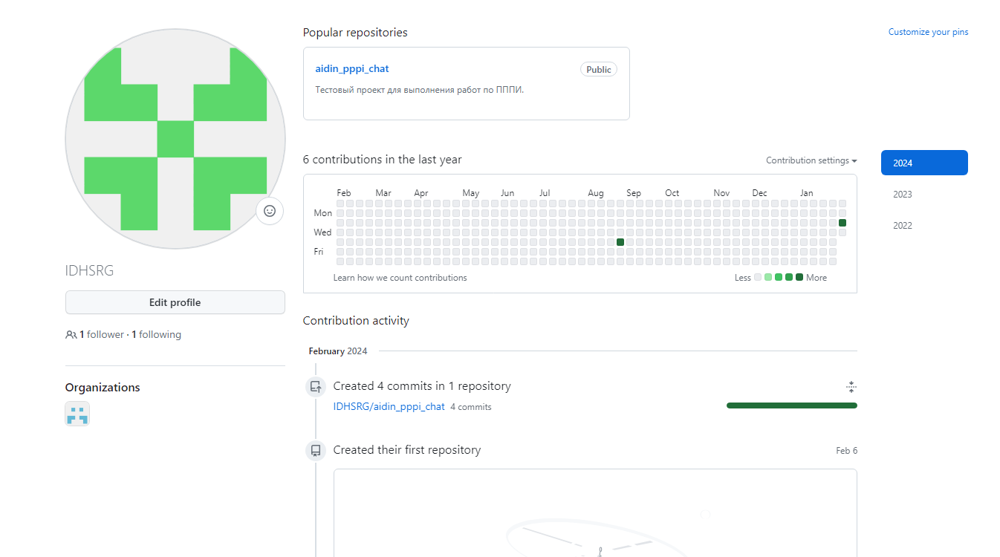 IDHSRG
Edit profile
1 follower · 1 following
Organizations
Popular repositories
Customize your pins
aidin_pppi_chat
Public
Тестовый проект для выполнения работ по ПППИ.
6 contributions in the last year
Contribution settings
2024
2023
2022
Feb Mar Apr May Jun Jul Aug Sep Oct Nov Dec Jan
Mon
Wed
Fri
Learn how we count contributions
Less More
Contribution activity
February 2024
Created 4 commits in 1 repository
IDHSRG/aidin_pppi_chat 4 commits
Created their first repository
Feb 6